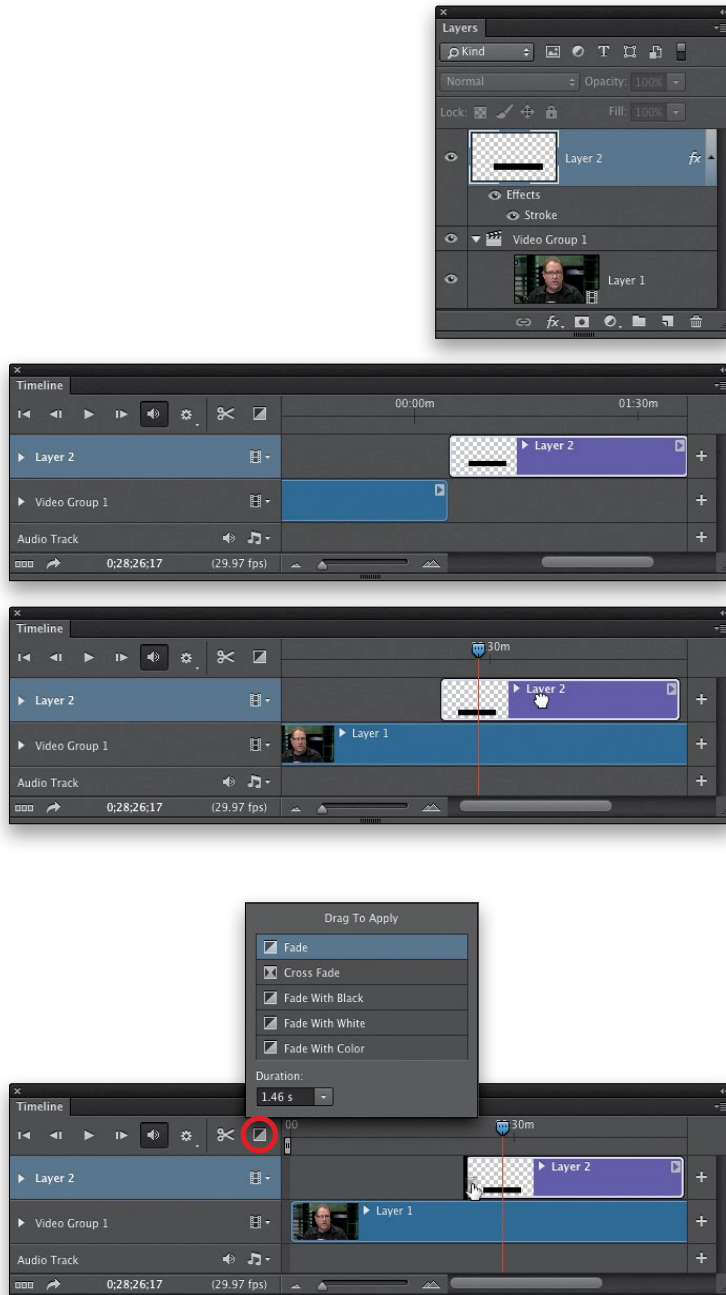 Layers
Kind
Normal Opacity: 100%
Lock: Fill: 100%
Layer 2 fx
Effects
Stroke
Video Group 1
Layer 1
fx
Timeline
00:00m 01:30m
Layer 2 Layer 2
Video Group 1
Audio Track
0;28;26;17 (29.97 fps)
Timeline
30m
Layer 2 Layer 2
Video Group 1 Layer 1
Audio Track
0;28;26;17 (29.97 fps)
Drag To Apply
Fade
Cross Fade
Fade With Black
Fade With White
Fade With Color
Duration:
1.46 s
Timeline
00 30m
Layer 2 Layer 2
Video Group 1 Layer 1
Audio Track
0;28;26;17 (29.97 fps)